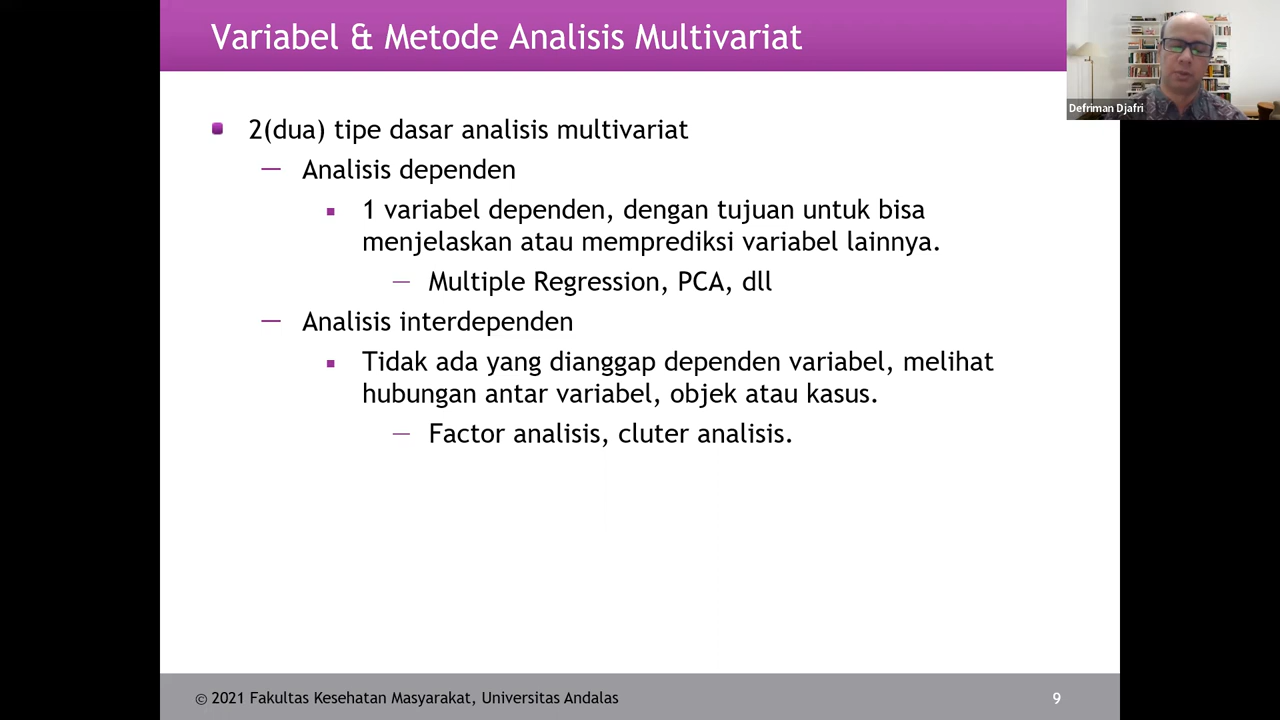 Variabel & Metode Analisis Multivariat
Defriman Djafri
2(dua) tipe dasar analisis multivariat
Analisis dependen
1 variabel dependen, dengan tujuan untuk bisa
menjelaskan atau memprediksi variabel lainnya.
Multiple Regression, PCA, dll
Analisis interdependen
Tidak ada yang dianggap dependen variabel, melihat
hubungan antar variabel, objek atau kasus.
Factor analisis, cluter analisis.
© 2021 Fakultas Kesehatan Masyarakat, Universitas Andalas
9